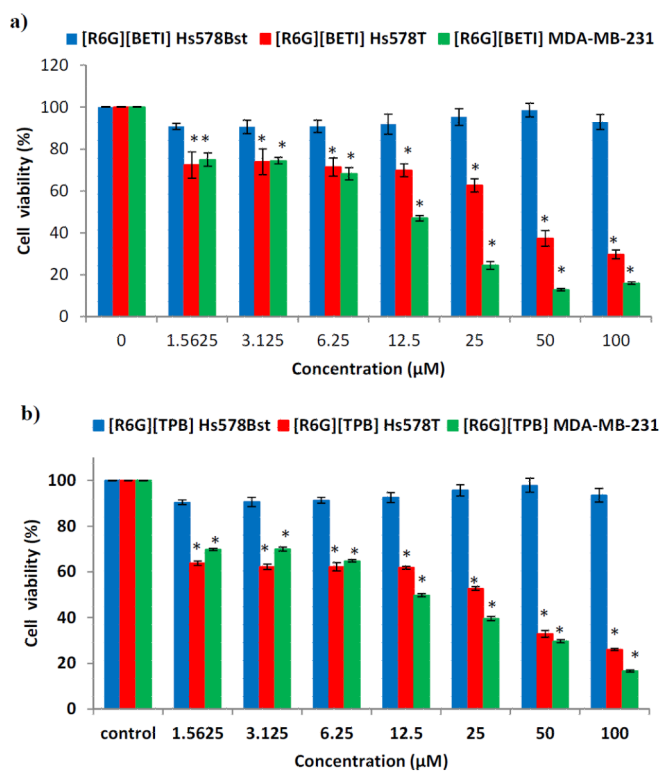 a)
[R6G][BETI] Hs578Bst [R6G][BETI] Hs578T [R6G][BETI] MDA-MB-231
120
100
80
60
40
20
0
Cell viability (%)
* * * * * * * * * * * * * *
0 1.5625 3.125 6.25 12.5 25 50 100
Concentration (µM)
b)
[R6G][TPB] Hs578Bst [R6G][TPB] Hs578T [R6G][TPB] MDA-MB-231
100
80
60
40
20
0
Cell viability (%)
* * * * * * * * * * * * * *
control 1.5625 3.125 6.25 12.5 25 50 100
Concentration (µM)